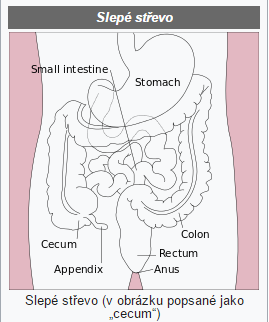 Slepé střevo
Small intestine
Stomach
Cecum
Colon
Appendix
Rectum
Anus
Slepé střevo (v obrázku popsané jako
„cecum“)